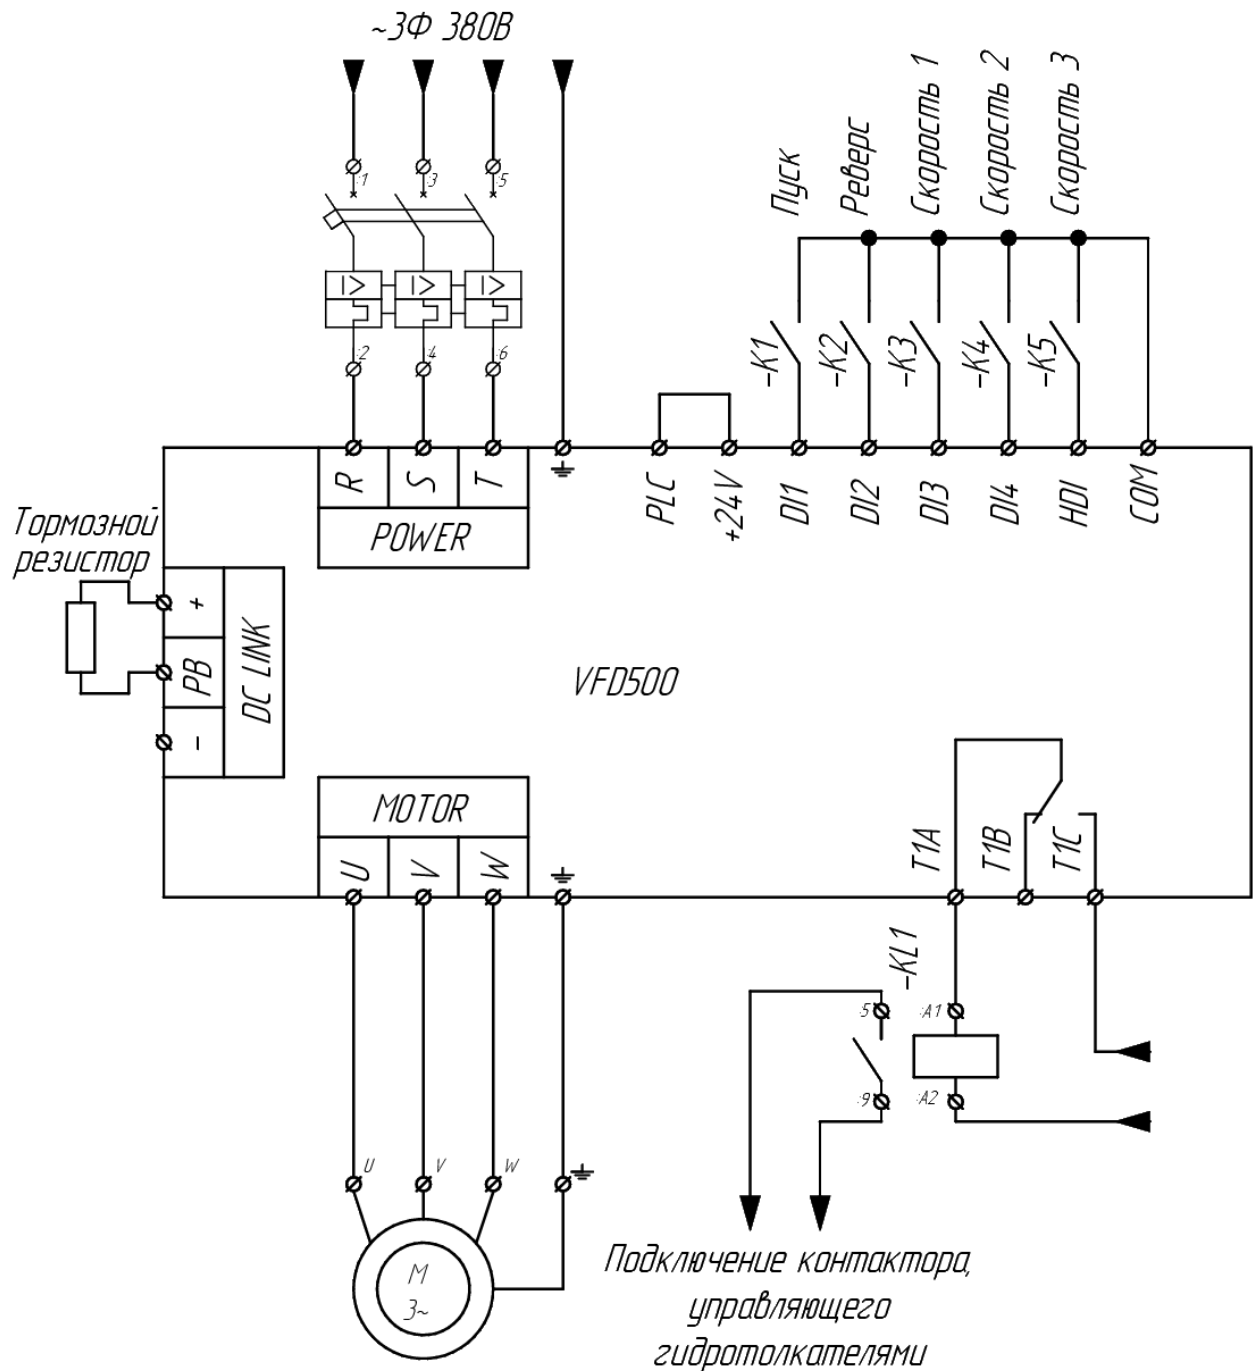 ~3Ф 380В
Пуск
Реверс
Скорость 1
Скорость 2
Скорость 3
:1
:3
:5
I>
I>
I>
:2
:4
:6
-K1
-K2
-K3
-K4
-K5
R
S
T
POWER
PLC
+24V
DI1
DI2
DI3
DI4
HDI
COM
Тормозной
резистор
+
PB
-
DC LINK
VFD500
MOTOR
U
V
W
T1A
T1B
T1C
-KL1
:5
:A1
:9
:A2
U
V
W
M
3~
Подключение контактора,
управляющего
гидротолкателями